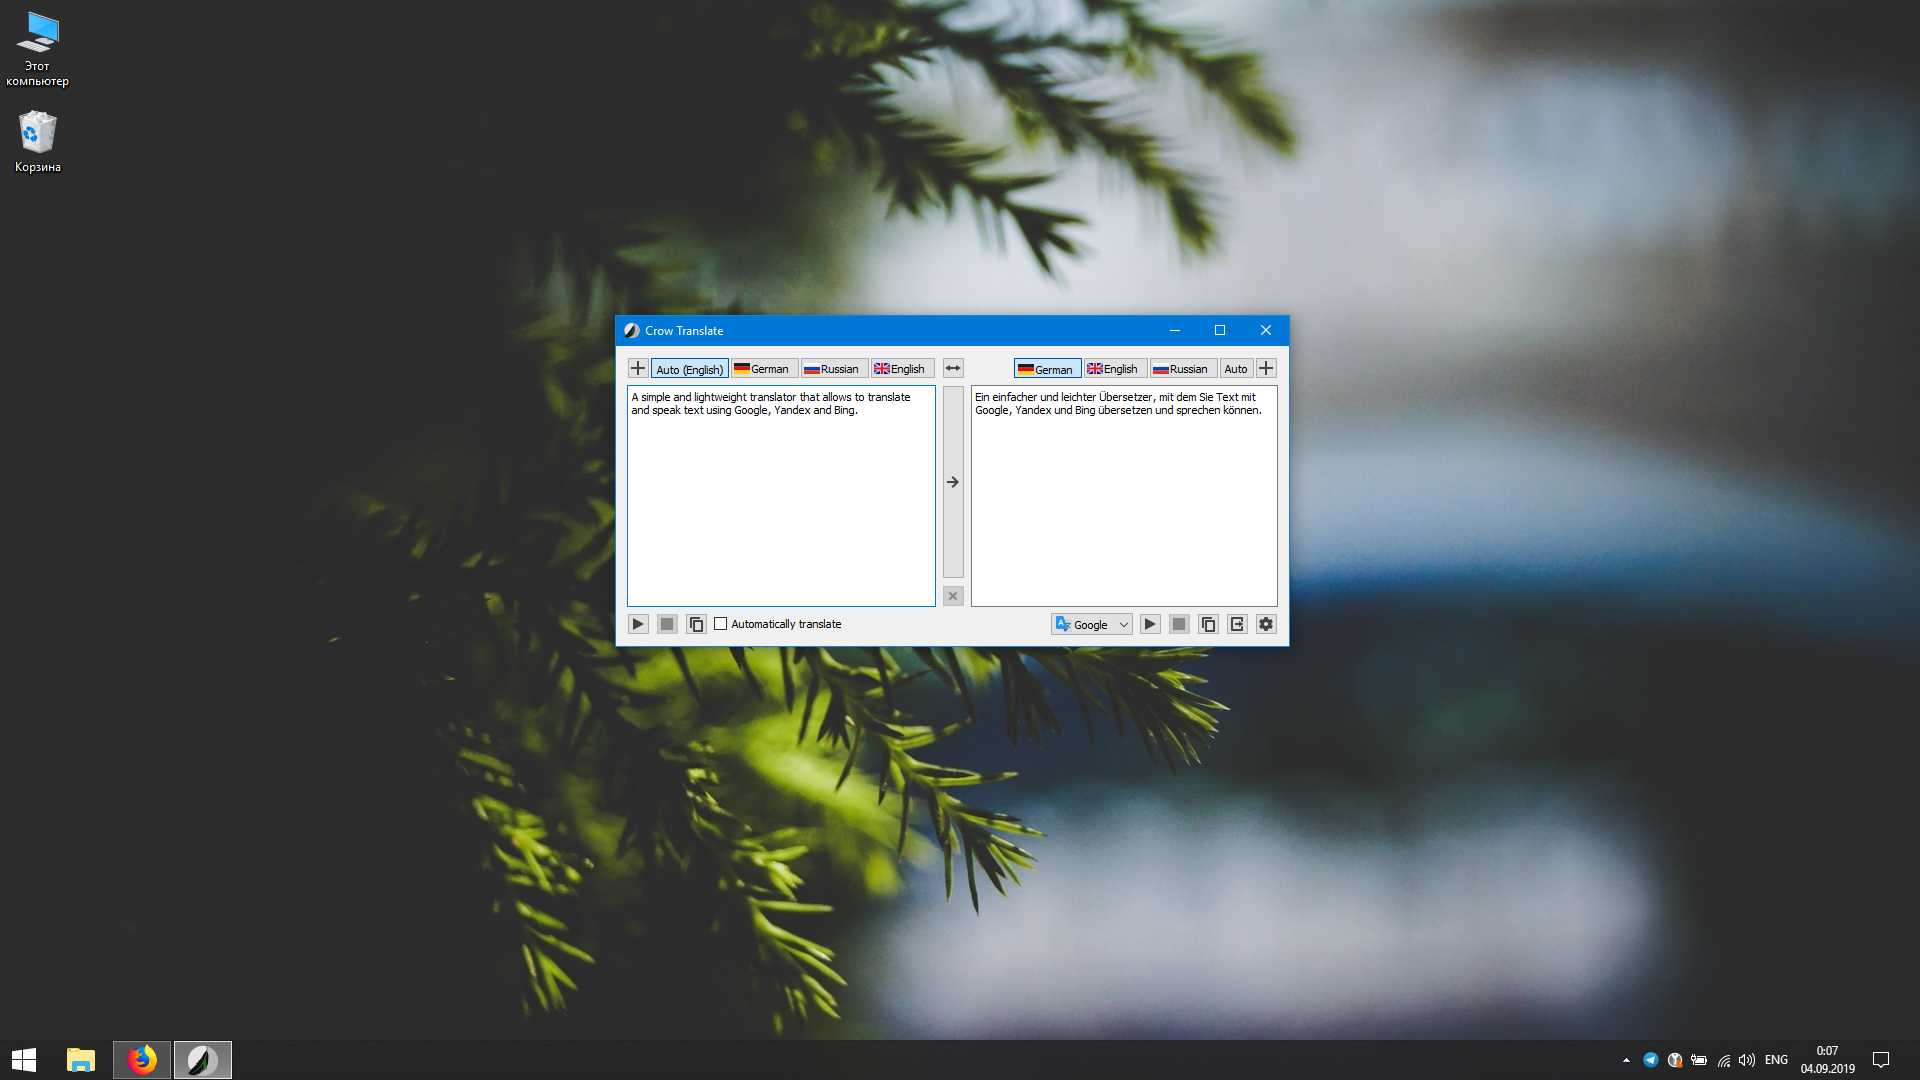 Этот
компьютер
Корзина
Crow Translate
Auto (English) German Russian English
German English Russian Auto
A simple and lightweight translator that allows to translate
and speak text using Google, Yandex and Bing.
Ein einfacher und leichter Übersetzer, mit dem Sie Text mit
Google, Yandex und Bing übersetzen und sprechen können.
Automatically translate
Google
ENG
0:07
04.09.2019